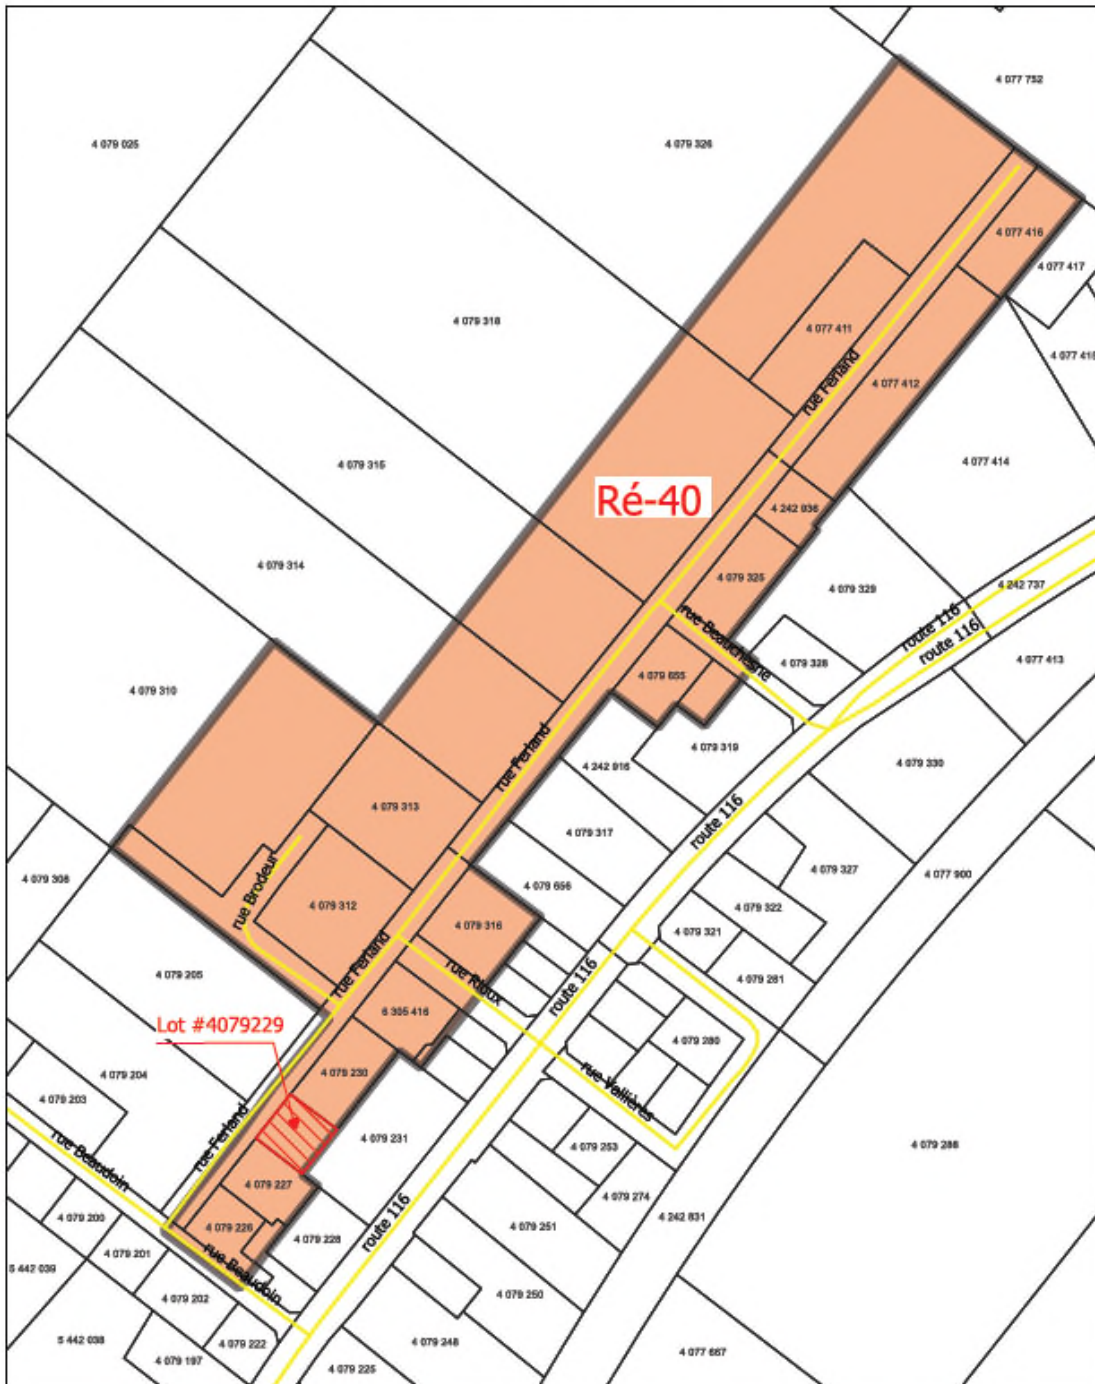 4 077 752
4 079 025
4 079 326
4 077 416
4 077 417
4 079 318
4 077 411
4 077 412
rue Ferland
4 077 414
4 079 315
Ré-40
4 242 036
4 079 314
4 079 325
4 079 329
4 242 737
route 116
route 116
rue Beauchesne
4 079 328
4 077 413
4 079 310
4 079 655
4 079 319
4 079 330
4 242 916
rue Ferland
4 079 313
route 116
4 079 317
4 079 327
4 079 308
4 079 656
4 077 900
rue Brodeur
4 079 312
4 079 322
4 079 316
4 079 321
rue Ferland
4 079 205
rue Rioux
route 116
4 079 281
6 305 416
Lot #4079229
4 079 280
4 079 204
4 079 230
rue Vallières
4 079 203
4 079 231
4 079 253
4 079 286
rue Ferland
rue Beaudoin
4 079 227
4 079 274
4 079 200
route 116
4 242 831
4 079 226
4 079 251
4 079 228
4 079 201
5 442 039
rue Beaudoin
4 079 202
4 079 250
5 442 038
4 079 222
4 079 248
4 079 197
4 079 225
4 077 667